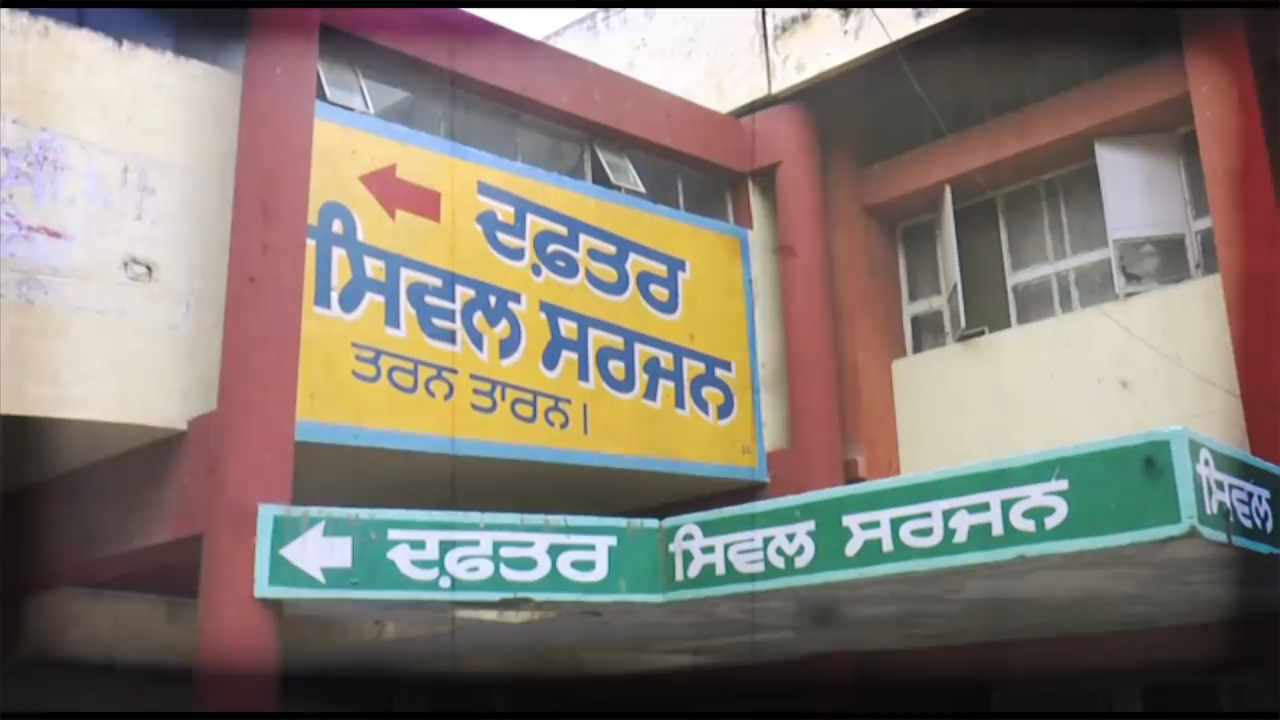 ਦਫ਼ਤਰ
ਸਿਵਲ ਸਰਜਨ
ਤਰਨ ਤਾਰਨ।
ਦਫ਼ਤਰ ਸਿਵਲ ਸਰਜਨ ਸਿਵਲ